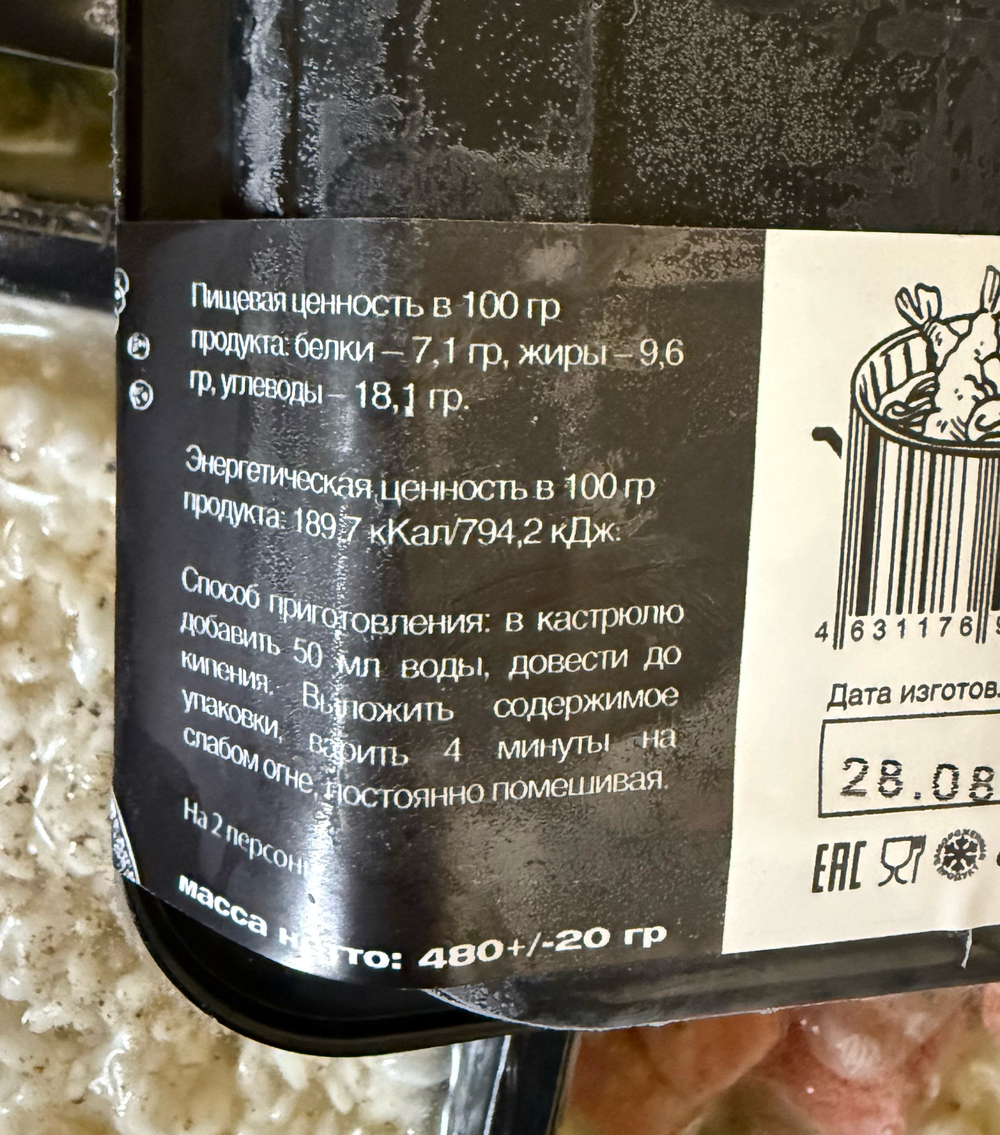 Пищевая ценность в 100 гр
продукта: белки – 7,1 гр, жиры – 9,6
гр, углеводы – 18,1 гр.
Энергетическая ценность в 100 гр
продукта: 189,7 кКал/794,2 кДж.
Способ приготовления: в кастрюлю
добавить 50 мл воды, довести до
кипения. Выложить содержимое
упаковки, варить 4 минуты на
слабом огне, постоянно помешивая.
На 2 персоны
масса нетто: 480+/-20 гр
4 631176
Дата изготов
28.08
EAC